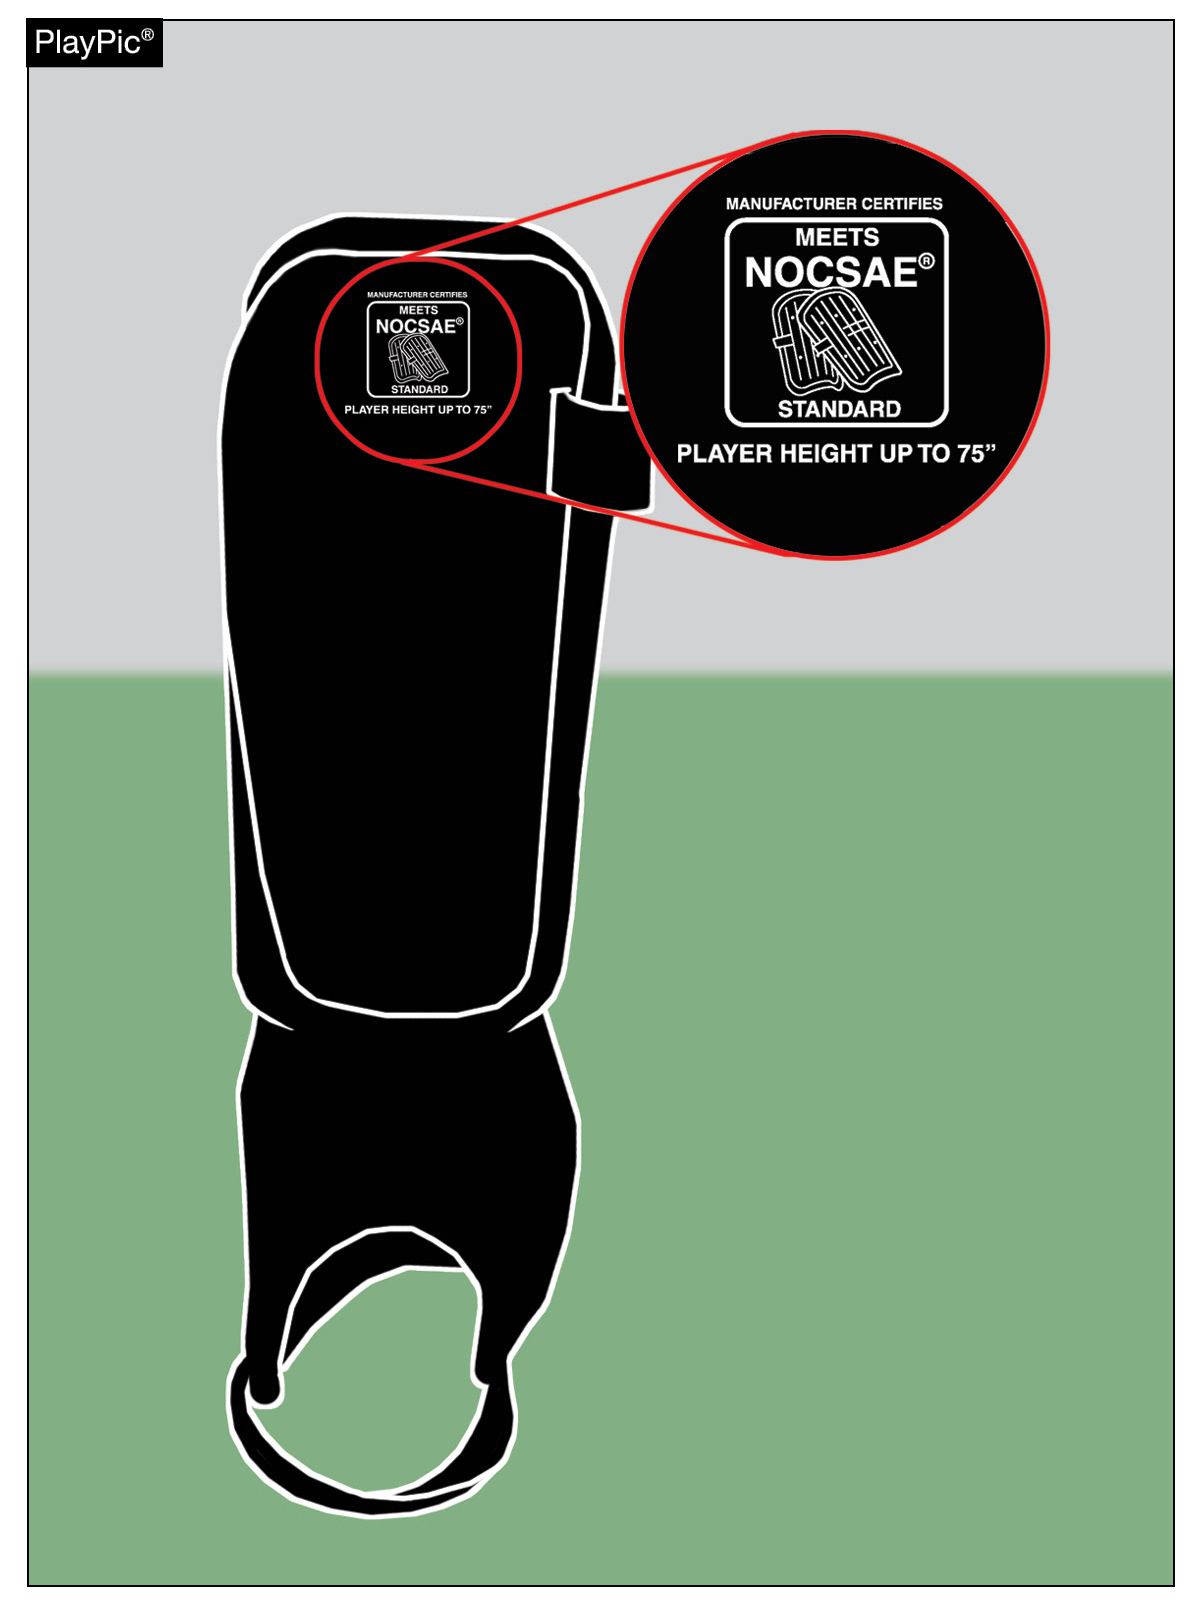 PlayPic®
MANUFACTURER CERTIFIES
MEETS
NOCSAE®
STANDARD
PLAYER HEIGHT UP TO 75”
MANUFACTURER CERTIFIES
MEETS
NOCSAE®
STANDARD
PLAYER HEIGHT UP TO 75”